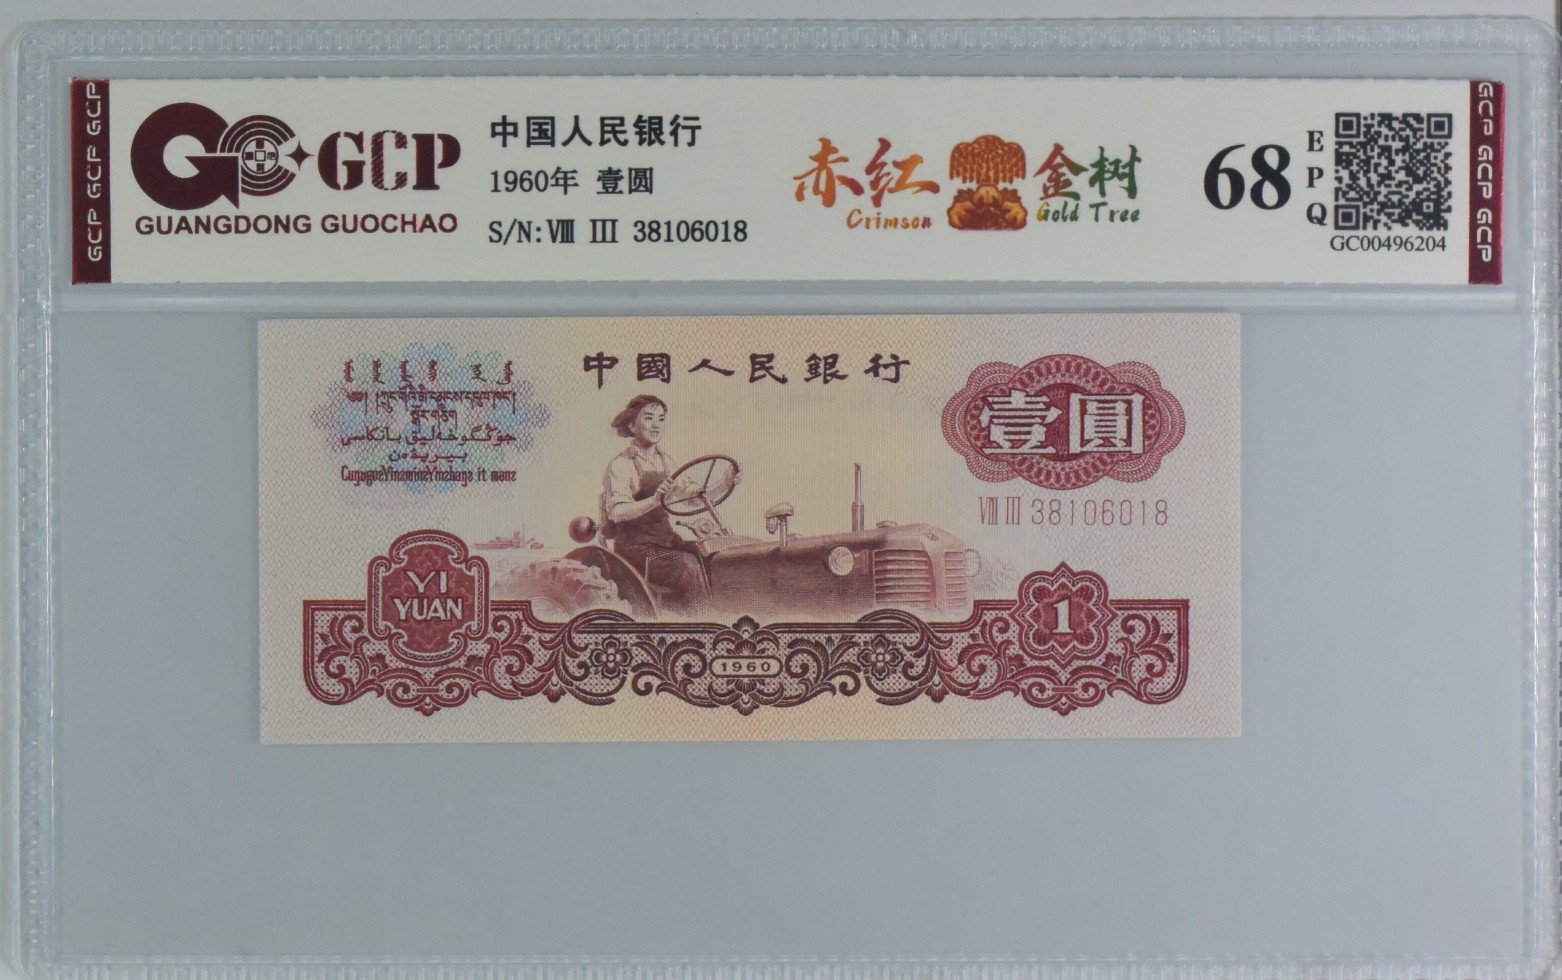 GCP GCP GCP
GCP
GUANGDONG GUOCHAO
中国人民银行
1960年 壹圆
S/N:Ⅷ Ⅲ 38106018
赤红 金树
Crimson Gold Tree
68
EPQ
GC00496204
GCP GCP GCP
中國人民銀行
壹圓
Ⅷ Ⅲ 38106018
YI
YUAN
1960
1